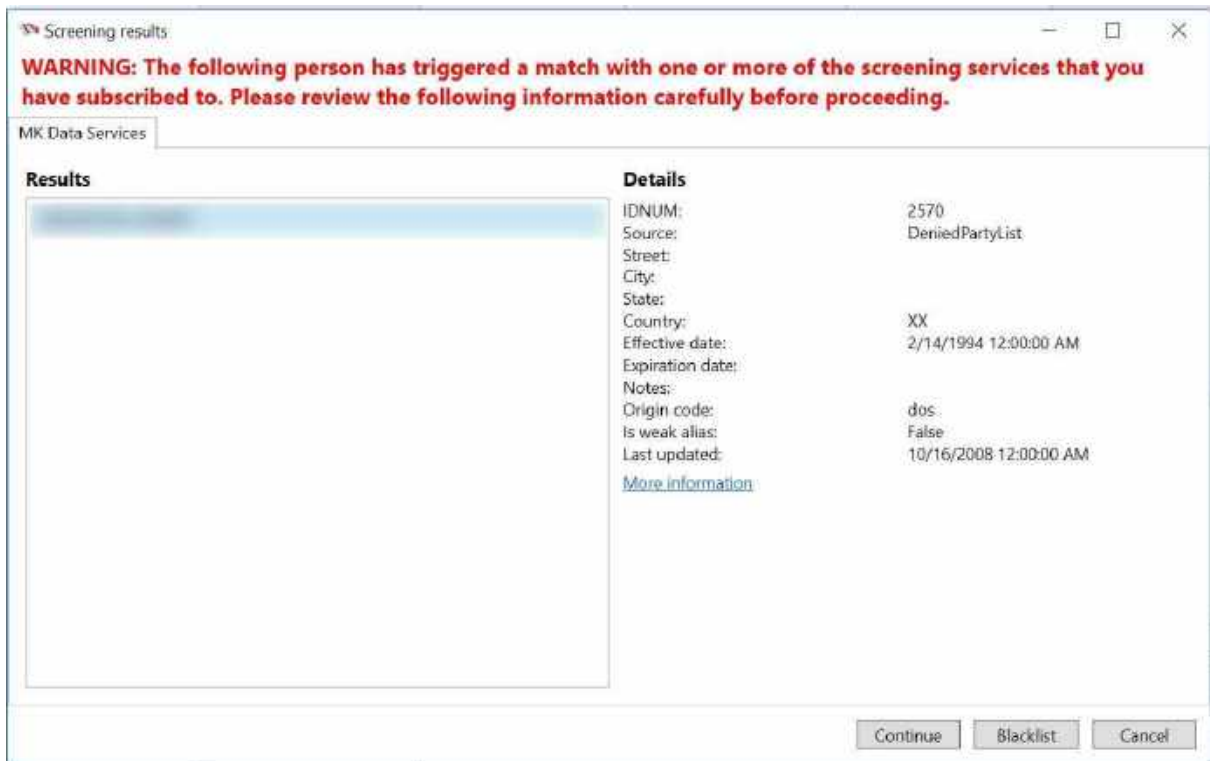 Screening results
WARNING: The following person has triggered a match with one or more of the screening services that you
have subscribed to. Please review the following information carefully before proceeding.
MK Data Services
Results
Details
IDNUM: 2570
Source: DeniedPartyList
Street:
City:
State:
Country: XX
Effective date: 2/14/1994 12:00:00 AM
Expiration date:
Notes:
Origin code: dos
Is weak alias: False
Last updated: 10/16/2008 12:00:00 AM
More information
Continue Blacklist Cancel